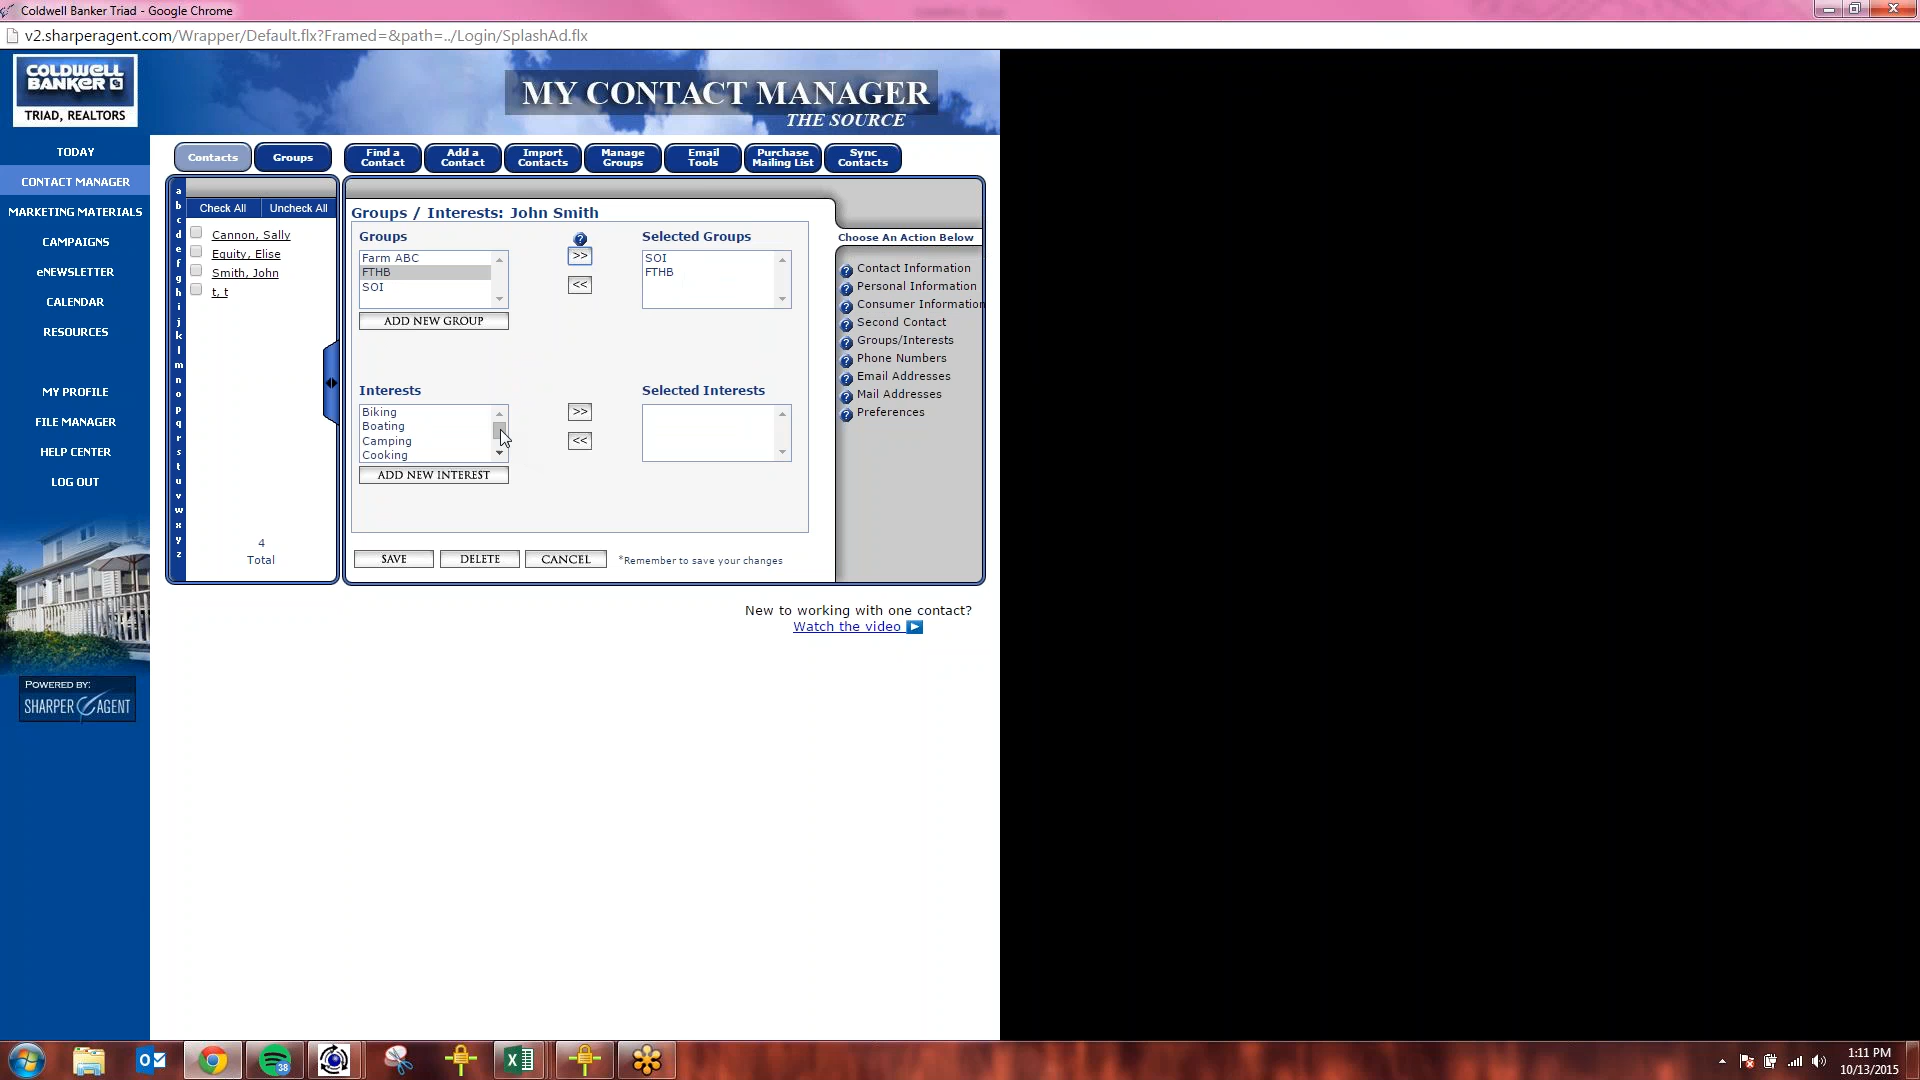 Coldwell Banker Triad - Google Chrome
v2.sharperagent.com/Wrapper/Default.flx?Framed=&path=../Login/SplashAd.flx
COLDWELL
BANKER
TRIAD, REALTORS
MY CONTACT MANAGER
THE SOURCE
TODAY
CONTACT MANAGER
MARKETING MATERIALS
CAMPAIGNS
eNEWSLETTER
CALENDAR
RESOURCES
MY PROFILE
FILE MANAGER
HELP CENTER
LOG OUT
POWERED BY:
SHARPER AGENT
Contacts
Groups
Find a
Contact
Add a
Contact
Import
Contacts
Manage
Groups
Email
Tools
Purchase
Mailing List
Sync
Contacts
a
b
c
d
e
f
g
h
i
j
k
l
m
n
o
p
q
r
s
t
u
v
w
x
y
z
Check All
Uncheck All
Cannon, Sally
Equity, Elise
Smith, John
t, t
4
Total
Groups / Interests: John Smith
Groups
Farm ABC
FTHB
SOI
ADD NEW GROUP
?
>>
<<
Selected Groups
SOI
FTHB
Interests
Biking
Boating
Camping
Cooking
ADD NEW INTEREST
>>
<<
Selected Interests
SAVE
DELETE
CANCEL
*Remember to save your changes
Choose An Action Below
? Contact Information
? Personal Information
? Consumer Information
? Second Contact
? Groups/Interests
? Phone Numbers
? Email Addresses
? Mail Addresses
? Preferences
New to working with one contact?
Watch the video
38
1:11 PM
10/13/2015